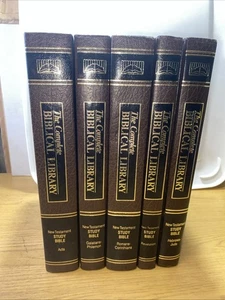 The Complete
BIBLICAL LIBRARY
New Testament
STUDY
BIBLE
Acts
The Complete
BIBLICAL LIBRARY
New Testament
STUDY
BIBLE
Galatians
Philemon
The Complete
BIBLICAL LIBRARY
New Testament
STUDY
BIBLE
Romans
Corinthians
The Complete
BIBLICAL LIBRARY
New Testament
STUDY
BIBLE
The Complete
BIBLICAL LIBRARY
New Testament
STUDY
BIBLE